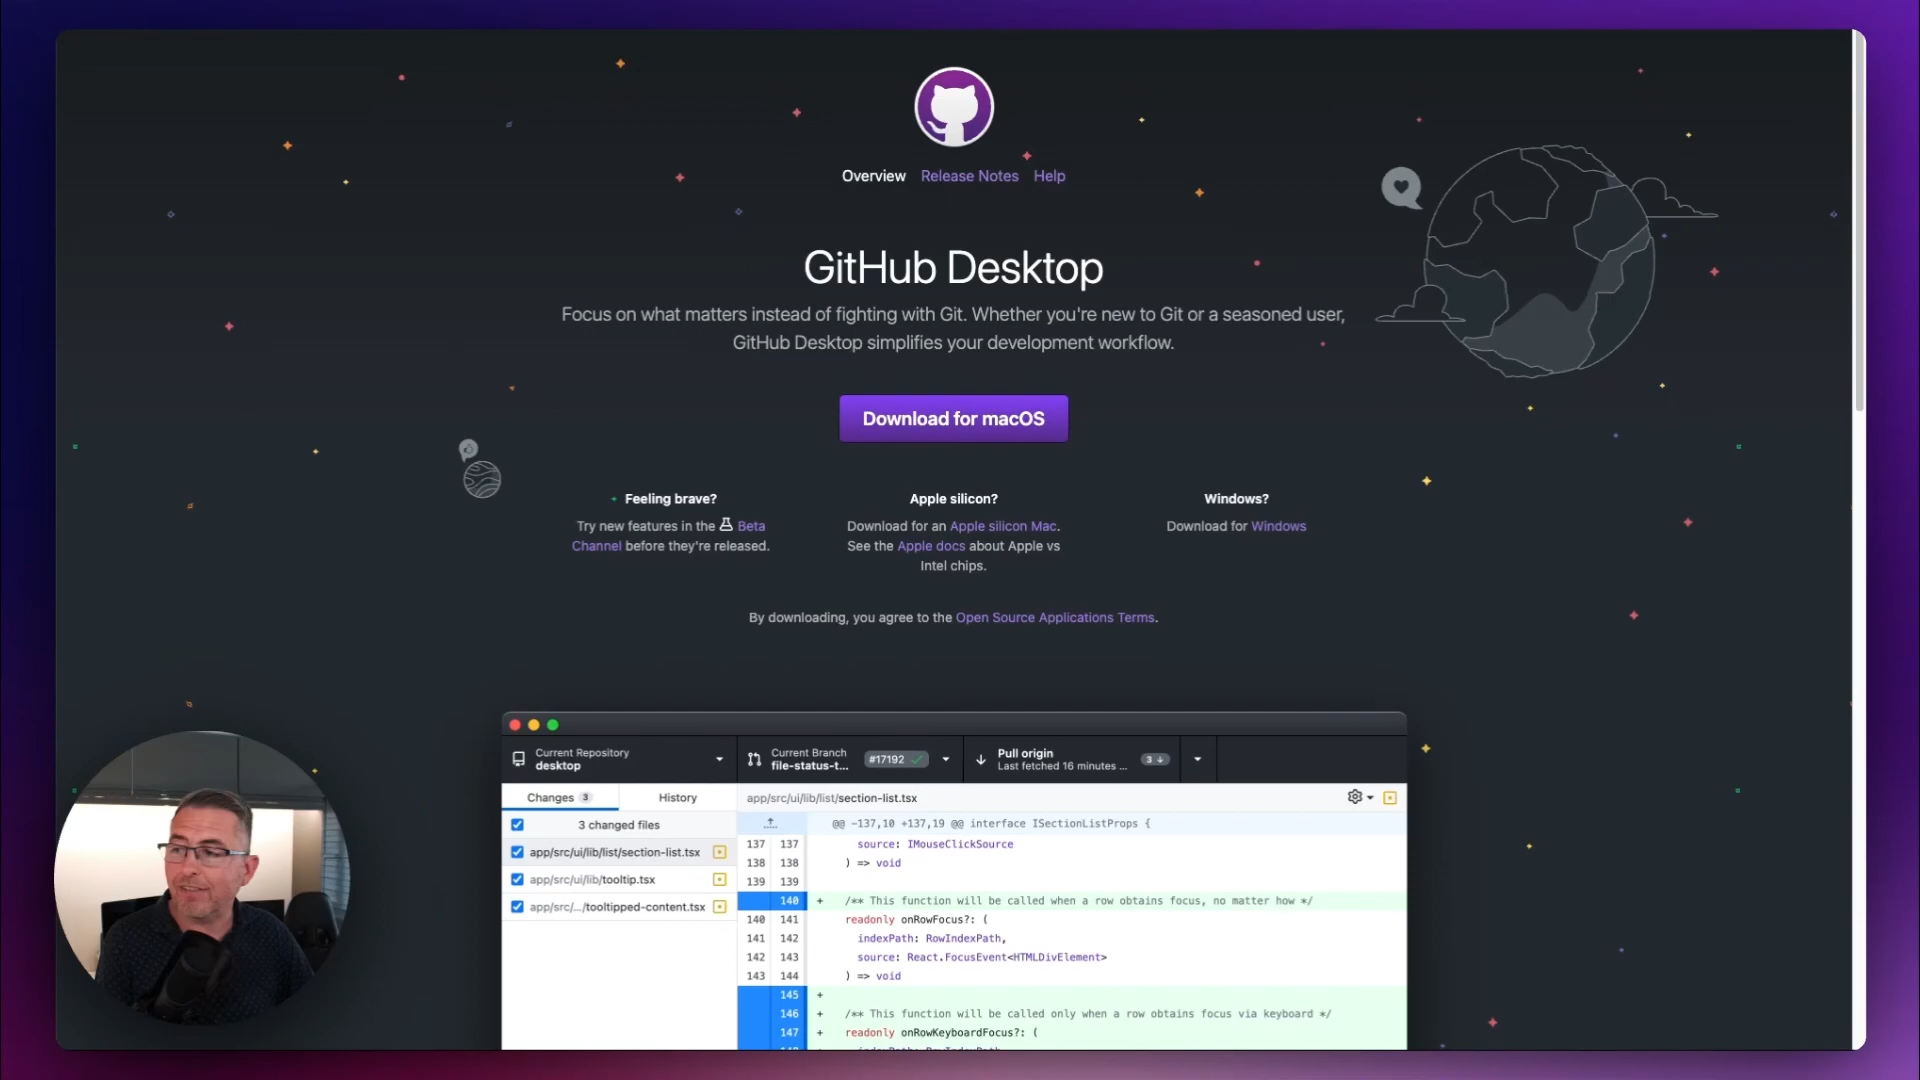 Overview Release Notes Help
GitHub Desktop
Focus on what matters instead of fighting with Git. Whether you're new to Git or a seasoned user,
GitHub Desktop simplifies your development workflow.
Download for macOS
Feeling brave?
Try new features in the Beta
Channel before they're released.
Apple silicon?
Download for an Apple silicon Mac.
See the Apple docs about Apple vs
Intel chips.
Windows?
Download for Windows
By downloading, you agree to the Open Source Applications Terms.
Current Repository
desktop
Current Branch
file-status-t...
#17192
Pull origin
Last fetched 16 minutes ...
3
Changes 3
History
app/src/ui/lib/list/section-list.tsx
3 changed files
app/src/ui/lib/list/section-list.tsx
app/src/ui/lib/tooltip.tsx
app/src/.../tooltipped-content.tsx
@@ -137,10 +137,19 @@ interface ISectionListProps {
137 137 source: IMouseClickSource
138 138 ) => void
139 139
140 + /** This function will be called when a row obtains focus, no matter how */
140 141 readonly onRowFocus?: (
141 142 indexPath: RowIndexPath,
142 143 source: React.FocusEvent<HTMLDivElement>
143 144 ) => void
145 +
146 + /** This function will be called only when a row obtains focus via keyboard */
147 + readonly onRowKeyboardFocus?: (